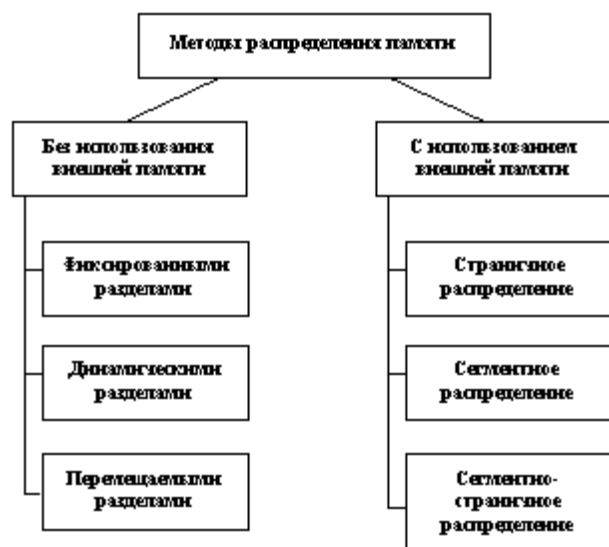 Методы распределения памяти
Без использования
внешней памяти
С использованием
внешней памяти
Фиксированными
разделами
Динамическими
разделами
Перемещаемыми
разделами
Страничное
распределение
Сегментное
распределение
Сегментно-
страничное
распределение